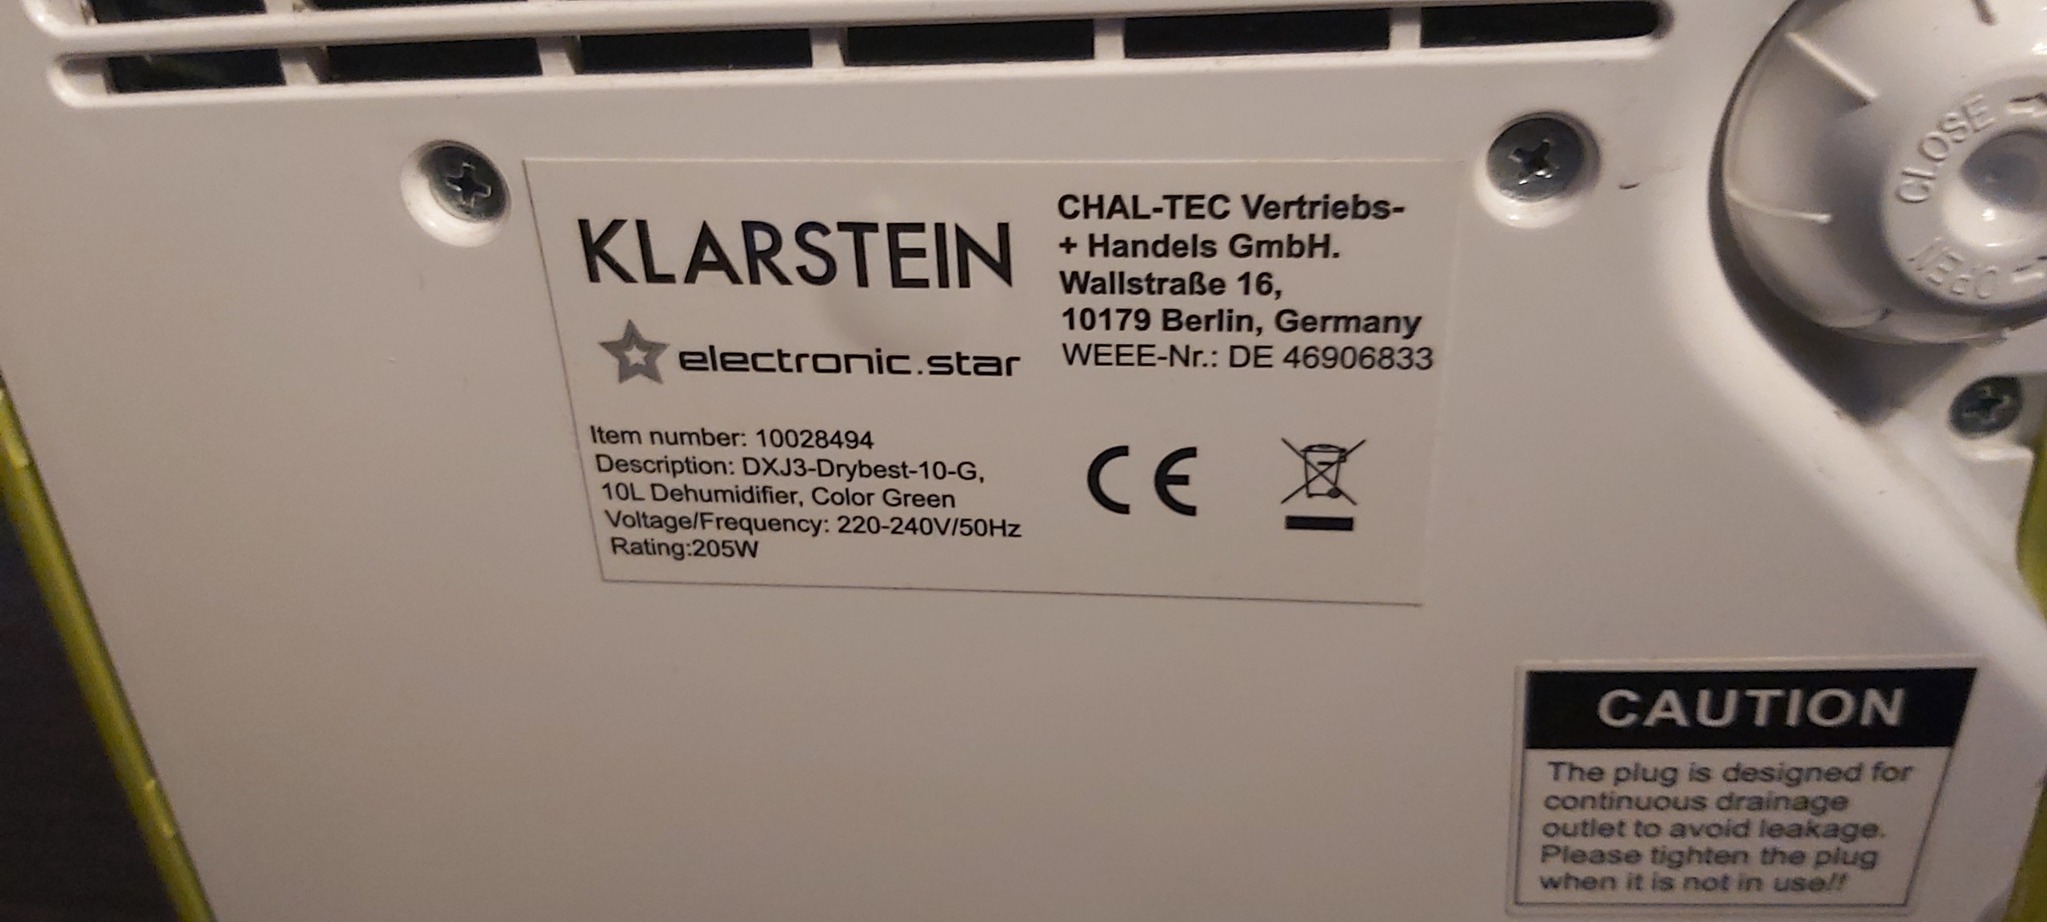 KLARSTEIN
electronic.star
CHAL-TEC Vertriebs-
+ Handels GmbH.
Wallstraße 16,
10179 Berlin, Germany
WEEE-Nr.: DE 46906833
Item number: 10028494
Description: DXJ3-Drybest-10-G,
10L Dehumidifier, Color Green
Voltage/Frequency: 220-240V/50Hz
Rating:205W
CE
CLOSE
OPEN
CAUTION
The plug is designed for
continuous drainage
outlet to avoid leakage.
Please tighten the plug
when it is not in use!!